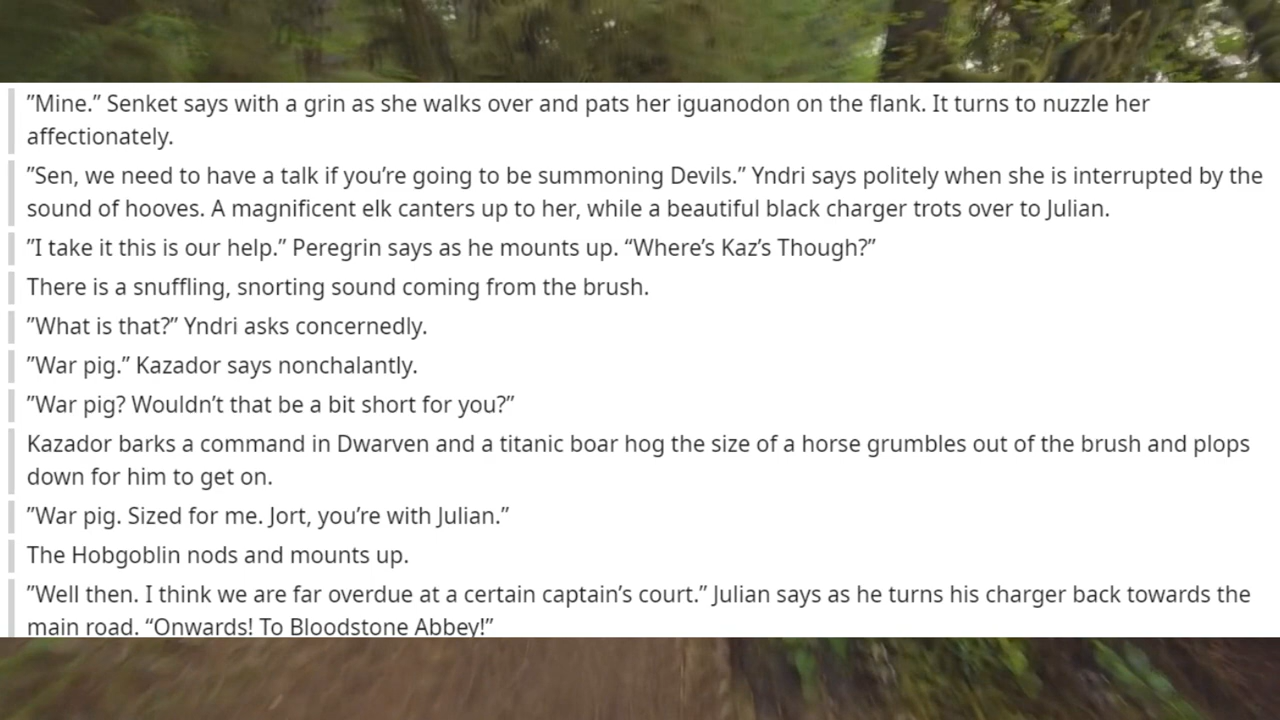 ”Mine.” Senket says with a grin as she walks over and pats her iguanodon on the flank. It turns to nuzzle her
affectionately.
”Sen, we need to have a talk if you’re going to be summoning Devils.” Yndri says politely when she is interrupted by the
sound of hooves. A magnificent elk canters up to her, while a beautiful black charger trots over to Julian.
”I take it this is our help.” Peregrin says as he mounts up. “Where’s Kaz’s Though?”
There is a snuffling, snorting sound coming from the brush.
”What is that?” Yndri asks concernedly.
”War pig.” Kazador says nonchalantly.
”War pig? Wouldn’t that be a bit short for you?”
Kazador barks a command in Dwarven and a titanic boar hog the size of a horse grumbles out of the brush and plops
down for him to get on.
”War pig. Sized for me. Jort, you’re with Julian.”
The Hobgoblin nods and mounts up.
”Well then. I think we are far overdue at a certain captain’s court.” Julian says as he turns his charger back towards the
main road. “Onwards! To Bloodstone Abbey!”